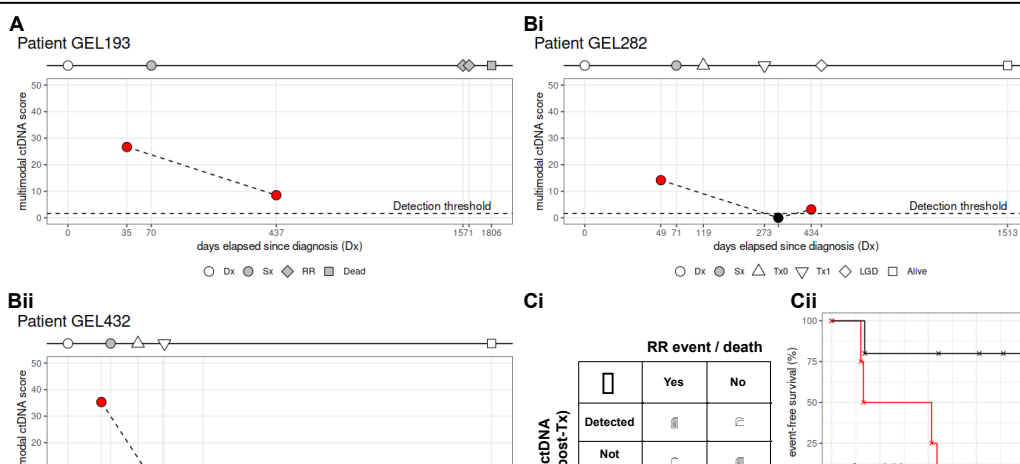 A
Patient GEL193
multimodal ctDNA score
50
40
30
20
10
0
Detection threshold
0 35 70 437 1571 1806
days elapsed since diagnosis (Dx)
Dx Sx RR Dead
Bi
Patient GEL282
multimodal ctDNA score
50
40
30
20
10
0
Detection threshold
0 49 71 119 273 434 1513
days elapsed since diagnosis (Dx)
Dx Sx Tx0 Tx1 LGD Alive
Bii
Patient GEL432
modal ctDNA score
50
40
30
20
Ci
RR event / death
Yes No
Detected
Not
ctDNA
post-Tx)
Cii
event-free survival (%)
100
75
50
25